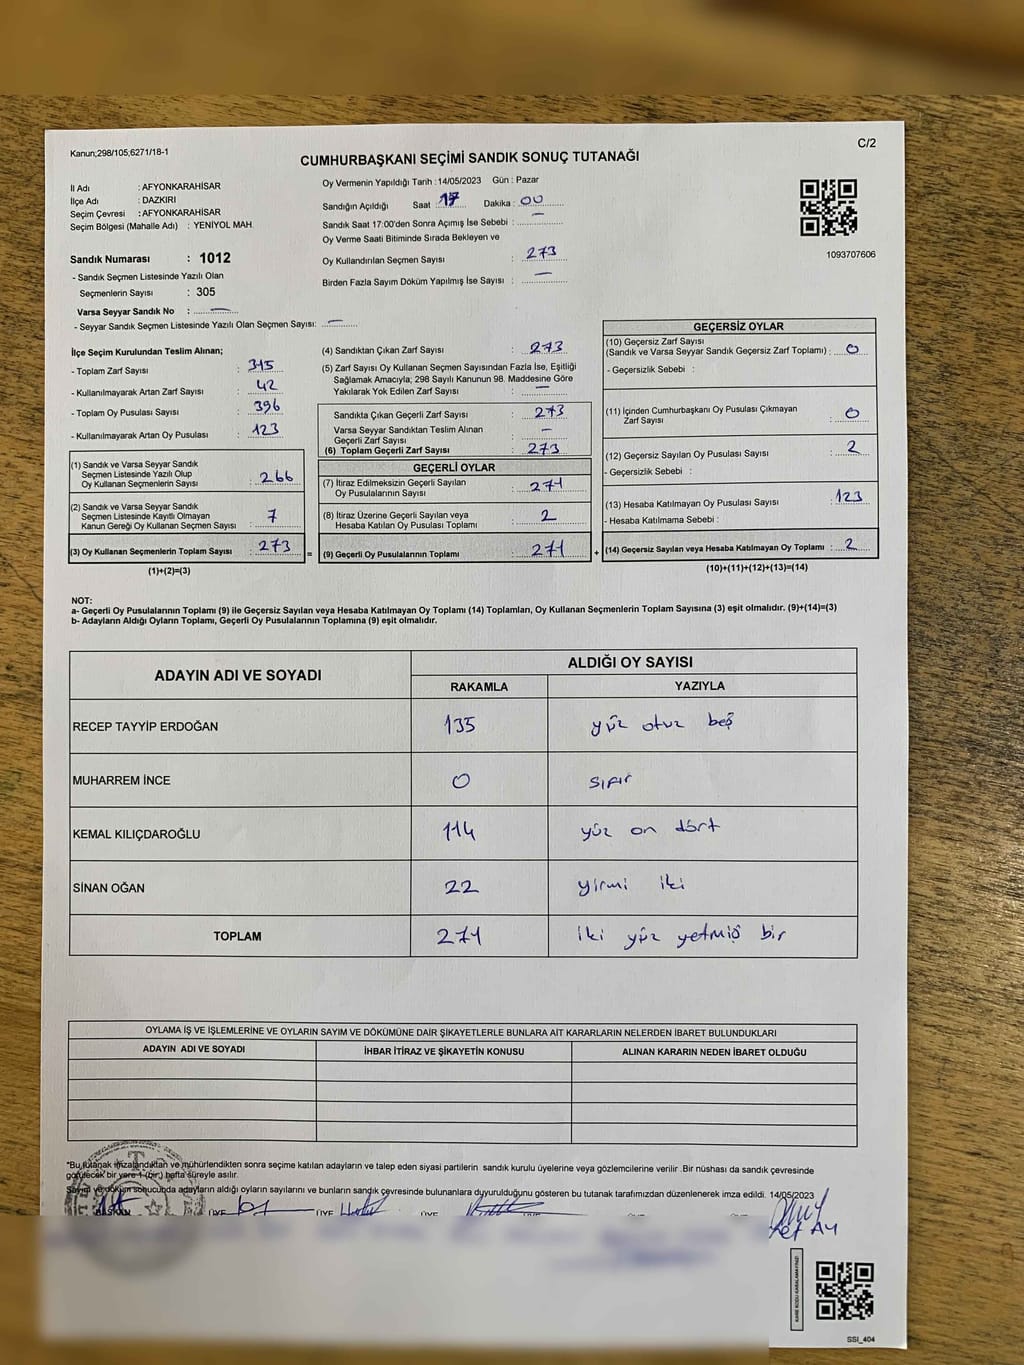 Kanun;298/105;6271/18-1
C/2
CUMHURBAŞKANI SEÇİMİ SANDIK SONUÇ TUTANAĞI
İl Adı : AFYONKARAHİSAR
İlçe Adı : DAZKIRI
Seçim Çevresi : AFYONKARAHİSAR
Seçim Bölgesi (Mahalle Adı) : YENİYOL MAH.
Sandık Numarası : 1012
- Sandık Seçmen Listesinde Yazılı Olan
Seçmenlerin Sayısı : 305
Varsa Seyyar Sandık No : —
- Seyyar Sandık Seçmen Listesinde Yazılı Olan Seçmen Sayısı: —
Oy Vermenin Yapıldığı Tarih : 14/05/2023 Gün : Pazar
Sandığın Açıldığı Saat 17 Dakika : 00
Sandık Saat 17:00'den Sonra Açımış İse Sebebi : —
Oy Verme Saati Bitiminde Sırada Bekleyen ve
Oy Kullandırılan Seçmen Sayısı : 273
Birden Fazla Sayım Döküm Yapılmış İse Sayısı : —
1093707606
İlçe Seçim Kurulundan Teslim Alınan;
- Toplam Zarf Sayısı : 315
- Kullanılmayarak Artan Zarf Sayısı : 42
- Toplam Oy Pusulası Sayısı : 396
- Kullanılmayarak Artan Oy Pusulası : 123
(1) Sandık ve Varsa Seyyar Sandık
Seçmen Listesinde Yazılı Olup
Oy Kullanan Seçmenlerin Sayısı : 266
(2) Sandık ve Varsa Seyyar Sandık
Seçmen Listesinde Kayıtlı Olmayan
Kanun Gereği Oy Kullanan Seçmen Sayısı : 7
(3) Oy Kullanan Seçmenlerin Toplam Sayısı : 273
(1)+(2)=(3)
(4) Sandıktan Çıkan Zarf Sayısı : 273
(5) Zarf Sayısı Oy Kullanan Seçmen Sayısından Fazla İse, Eşitliği
Sağlamak Amacıyla; 298 Sayılı Kanunun 98. Maddesine Göre
Yakılarak Yok Edilen Zarf Sayısı : —
Sandıkta Çıkan Geçerli Zarf Sayısı : 273
Varsa Seyyar Sandıktan Teslim Alınan
Geçerli Zarf Sayısı : —
(6) Toplam Geçerli Zarf Sayısı : 273
GEÇERLİ OYLAR
(7) İtiraz Edilmeksizin Geçerli Sayılan
Oy Pusulalarının Sayısı : 271
(8) İtiraz Üzerine Geçerli Sayılan veya
Hesaba Katılan Oy Pusulası Toplamı : 2
= (9) Geçerli Oy Pusulalarının Toplamı : 271
GEÇERSİZ OYLAR
(10) Geçersiz Zarf Sayısı
(Sandık ve Varsa Seyyar Sandık Geçersiz Zarf Toplamı) : 0
- Geçersizlik Sebebi :
(11) İçinden Cumhurbaşkanı Oy Pusulası Çıkmayan
Zarf Sayısı : 0
(12) Geçersiz Sayılan Oy Pusulası Sayısı : 2
- Geçersizlik Sebebi :
(13) Hesaba Katılmayan Oy Pusulası Sayısı : 123
- Hesaba Katılmama Sebebi :
+ (14) Geçersiz Sayılan veya Hesaba Katılmayan Oy Toplamı : 2
(10)+(11)+(12)+(13)=(14)
NOT:
a- Geçerli Oy Pusulalarının Toplamı (9) ile Geçersiz Sayılan veya Hesaba Katılmayan Oy Toplamı (14) Toplamları, Oy Kullanan Seçmenlerin Toplam Sayısına (3) eşit olmalıdır. (9)+(14)=(3)
b- Adayların Aldığı Oyların Toplamı, Geçerli Oy Pusulalarının Toplamına (9) eşit olmalıdır.
ADAYIN ADI VE SOYADI ALDIĞI OY SAYISI
RAKAMLA YAZIYLA
RECEP TAYYİP ERDOĞAN 135 yüz otuz beş
MUHARREM İNCE 0 sıfır
KEMAL KILIÇDAROĞLU 114 yüz on dört
SİNAN OĞAN 22 yirmi iki
TOPLAM 271 iki yüz yetmiş bir
OYLAMA İŞ VE İŞLEMLERİNE VE OYLARIN SAYIM VE DÖKÜMÜNE DAİR ŞİKAYETLERLE BUNLARA AİT KARARLARIN NELERDEN İBARET BULUNDUKLARI
ADAYIN ADI VE SOYADI İHBAR İTİRAZ VE ŞİKAYETİN KONUSU ALINAN KARARIN NEDEN İBARET OLDUĞU
"Bu tutanak imzalandıktan ve mühürlendikten sonra seçime katılan adayların ve talep eden siyasi partilerin sandık kurulu üyelerine veya gözlemcilerine verilir .Bir nüshası da sandık çevresinde
görülecek bir yere 1 (bir) hafta süreyle asılır.
Sayım ve döküm sonucunda adayların aldığı oyların sayılarını ve bunların sandık çevresinde bulunanlara duyurulduğunu gösteren bu tutanak tarafımızdan düzenlenerek imza edildi. 14/05/2023
BAŞKAN ÜYE ÜYE ÜYE ÜYE
KARE KODU KARALAMAYINIZ!
SSI_404